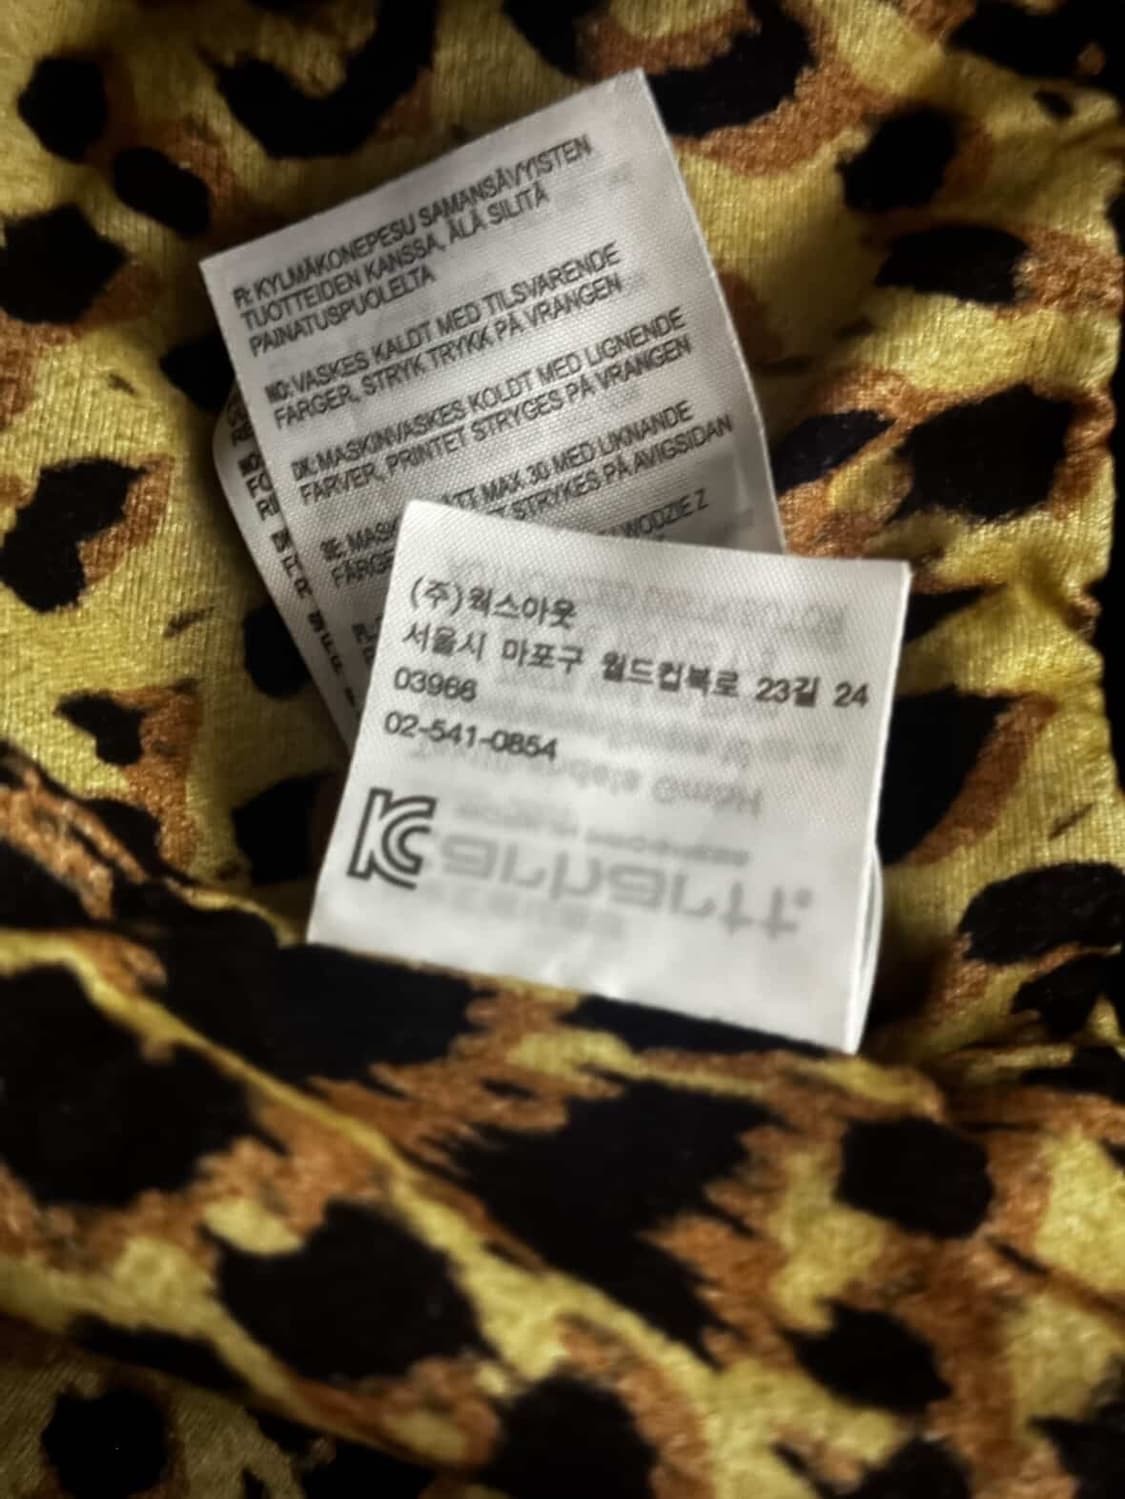 FI: KYLMÄKONEPESU SAMANSÄVYISTEN
TUOTTEIDEN KANSSA, ÄLÄ SILITÄ
PAINATUSPUOLELTA
NO: VASKES KALDT MED TILSVARENDE
FARGER, STRYK TRYKK PÅ VRANGEN
DK: MASKINVASKES KOLDT MED LIGNENDE
FARVER, PRINTET STRYGES PÅ VRANGEN
SE: MAX 30 MED LIKNANDE
STRYKES PÅ AVIGSIDAN
WODZIE Z
(주)웍스아웃
서울시 마포구 월드컵북로 23길 24
03966
02-541-0854
KC